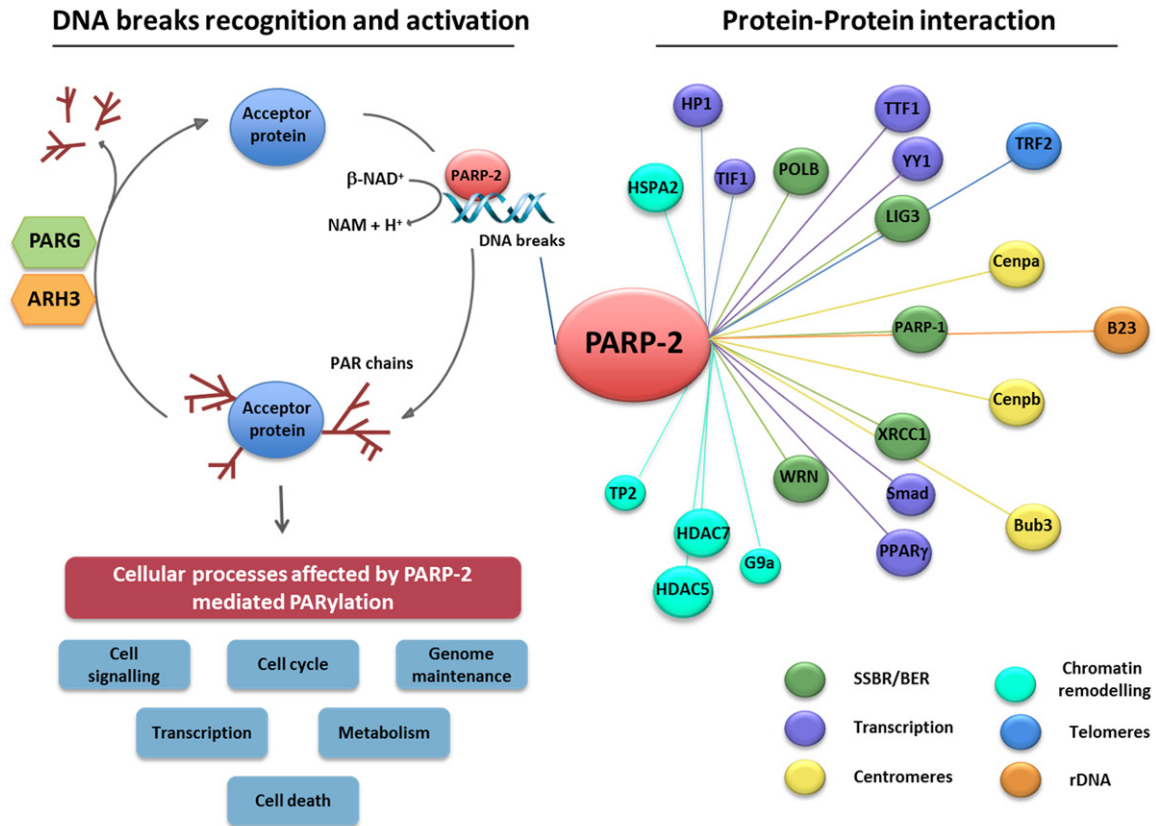 DNA breaks recognition and activation
Acceptor
protein
β-NAD⁺
PARP-2
NAM + H⁺
DNA breaks
PARG
ARH3
PAR chains
Acceptor
protein
Cellular processes affected by PARP-2
mediated PARylation
Cell
signalling
Cell cycle
Genome
maintenance
Transcription
Metabolism
Cell death
Protein-Protein interaction
HP1
TTF1
TRF2
YY1
POLB
TIF1
HSPA2
LIG3
Cenpa
PARP-2
PARP-1
B23
Cenpb
XRCC1
WRN
Smad
TP2
Bub3
HDAC7
PPARγ
G9a
HDAC5
SSBR/BER
Chromatin
remodelling
Transcription
Telomeres
Centromeres
rDNA